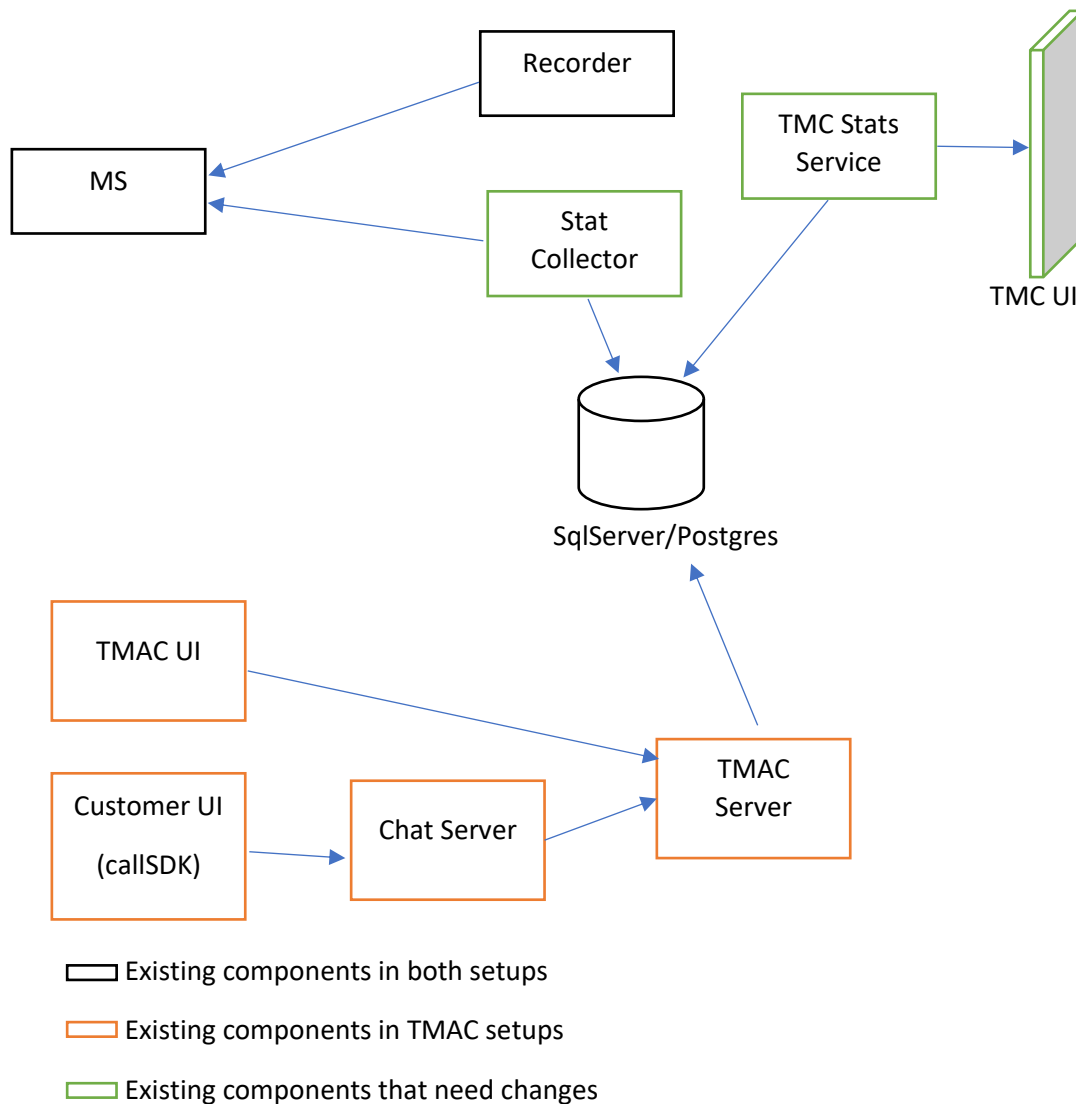 Recorder
TMC Stats
Service
MS
Stat
Collector
TMC UI
SqlServer/Postgres
TMAC UI
TMAC
Server
Customer UI
(callSDK)
Chat Server
Existing components in both setups
Existing components in TMAC setups
Existing components that need changes